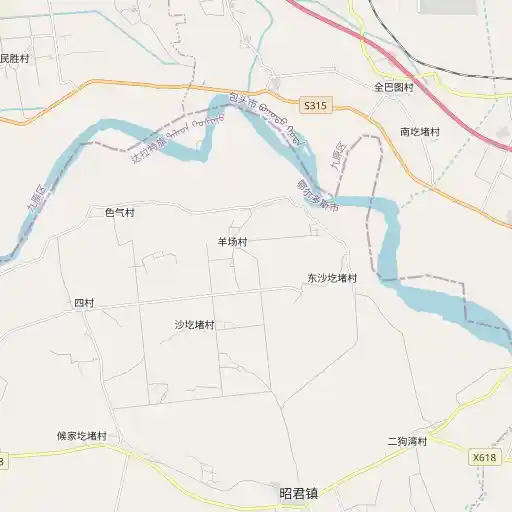 民胜村
全巴图村
S315
包头市
达拉特旗
南圪堵村
九原区
九原区
鄂尔多斯市
色气村
羊场村
东沙圪堵村
四村
沙圪堵村
候家圪堵村
二狗湾村
X618
8
昭君镇